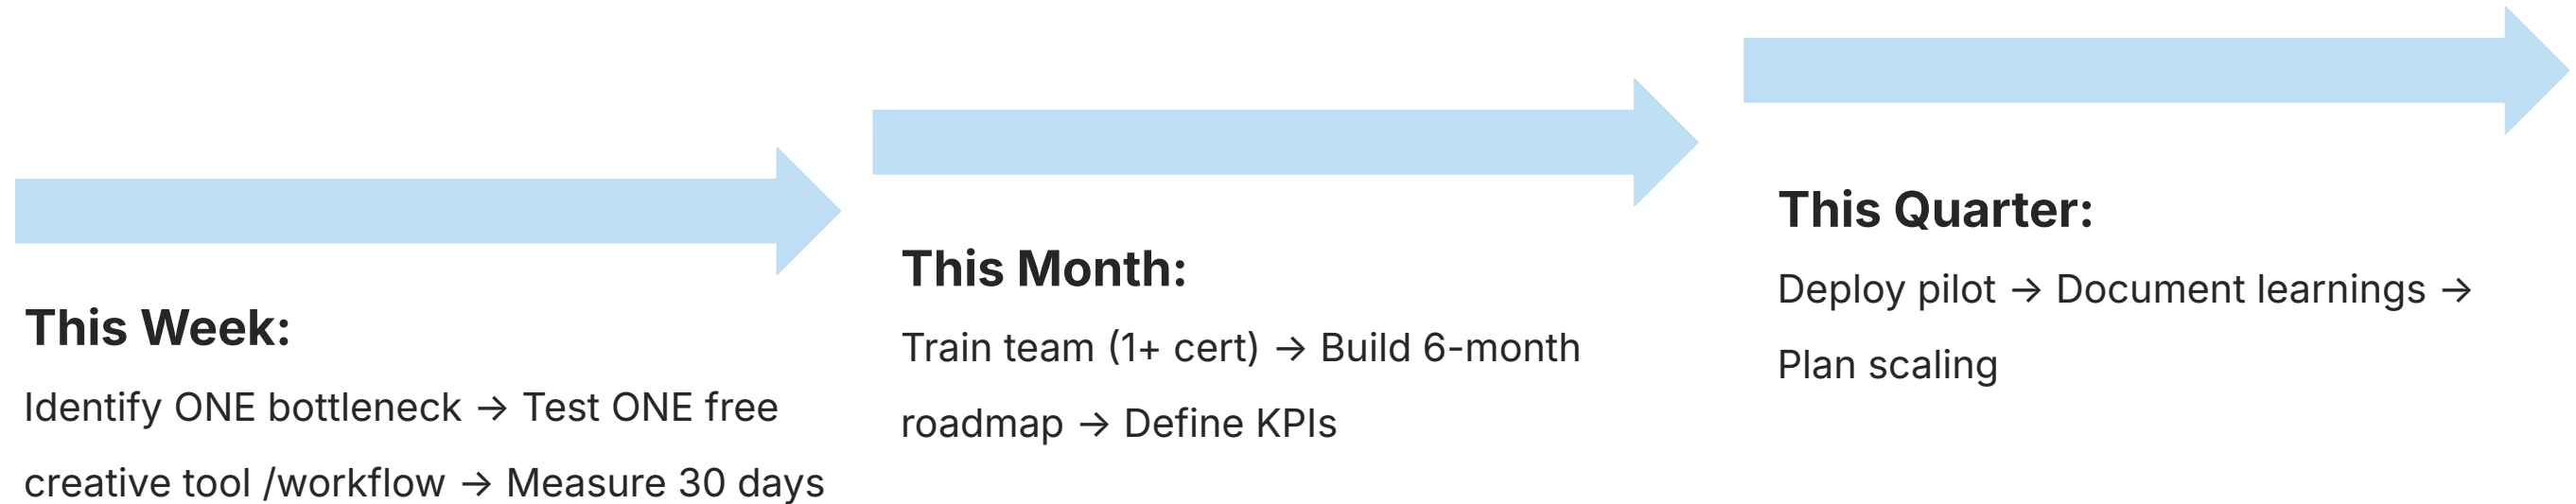 This Week:
Identify ONE bottleneck → Test ONE free
creative tool /workflow → Measure 30 days
This Month:
Train team (1+ cert) → Build 6-month
roadmap → Define KPIs
This Quarter:
Deploy pilot → Document learnings →
Plan scaling